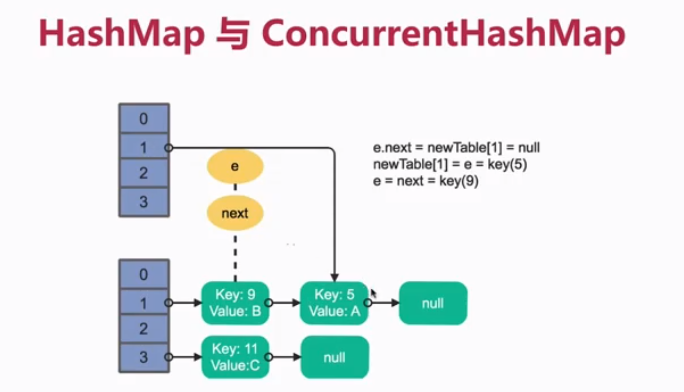 HashMap 与 ConcurrentHashMap
0
1
2
3
e
next
e.next = newTable[1] = null
newTable[1] = e = key(5)
e = next = key(9)
0
1
2
3
Key: 9
Value: B
Key: 5
Value: A
null
Key: 11
Value:C
null